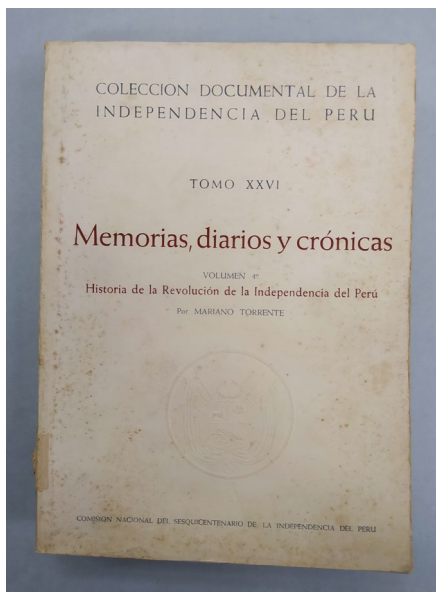 COLECCION DOCUMENTAL DE LA
INDEPENDENCIA DEL PERU
TOMO XXVI
Memorias, diarios y crónicas
VOLUMEN 4º
Historia de la Revolución de la Independencia del Perú
Por MARIANO TORRENTE
COMISION NACIONAL DEL SESQUICENTENARIO DE LA INDEPENDENCIA DEL PERU